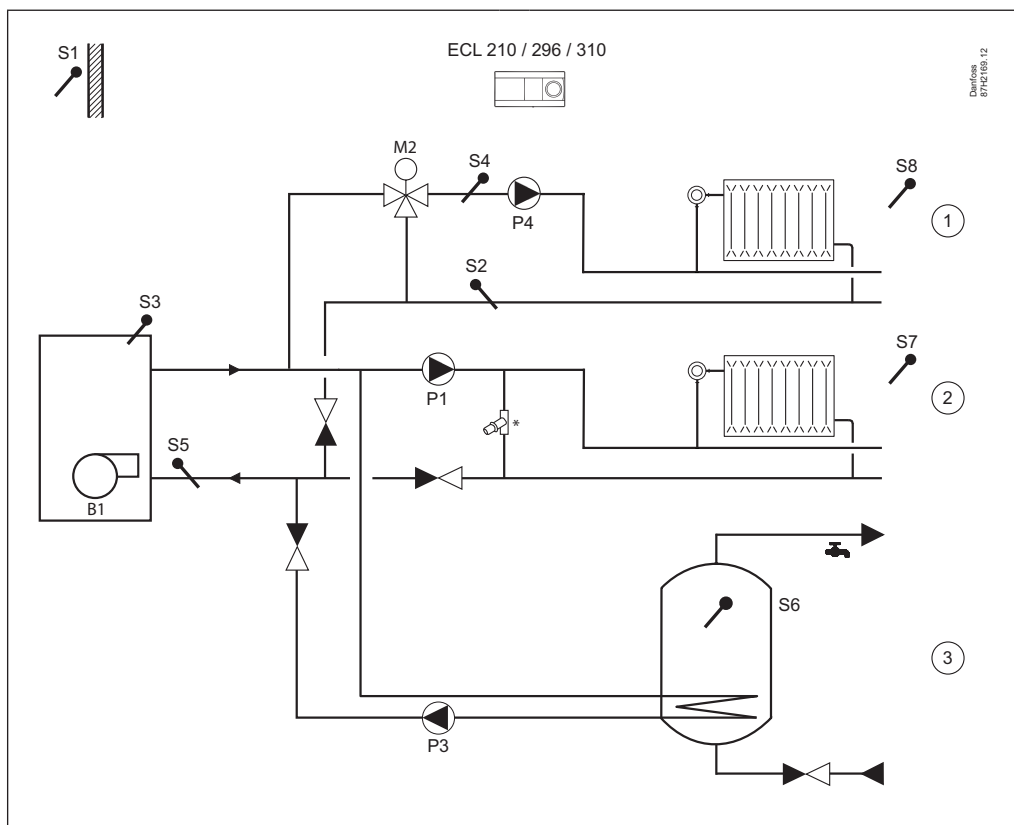 S1
ECL 210 / 296 / 310
Danfoss
87H2169.12
M2
S4
S8
P4
1
S2
S3
S7
P1
2
*
S5
B1
S6
3
P3